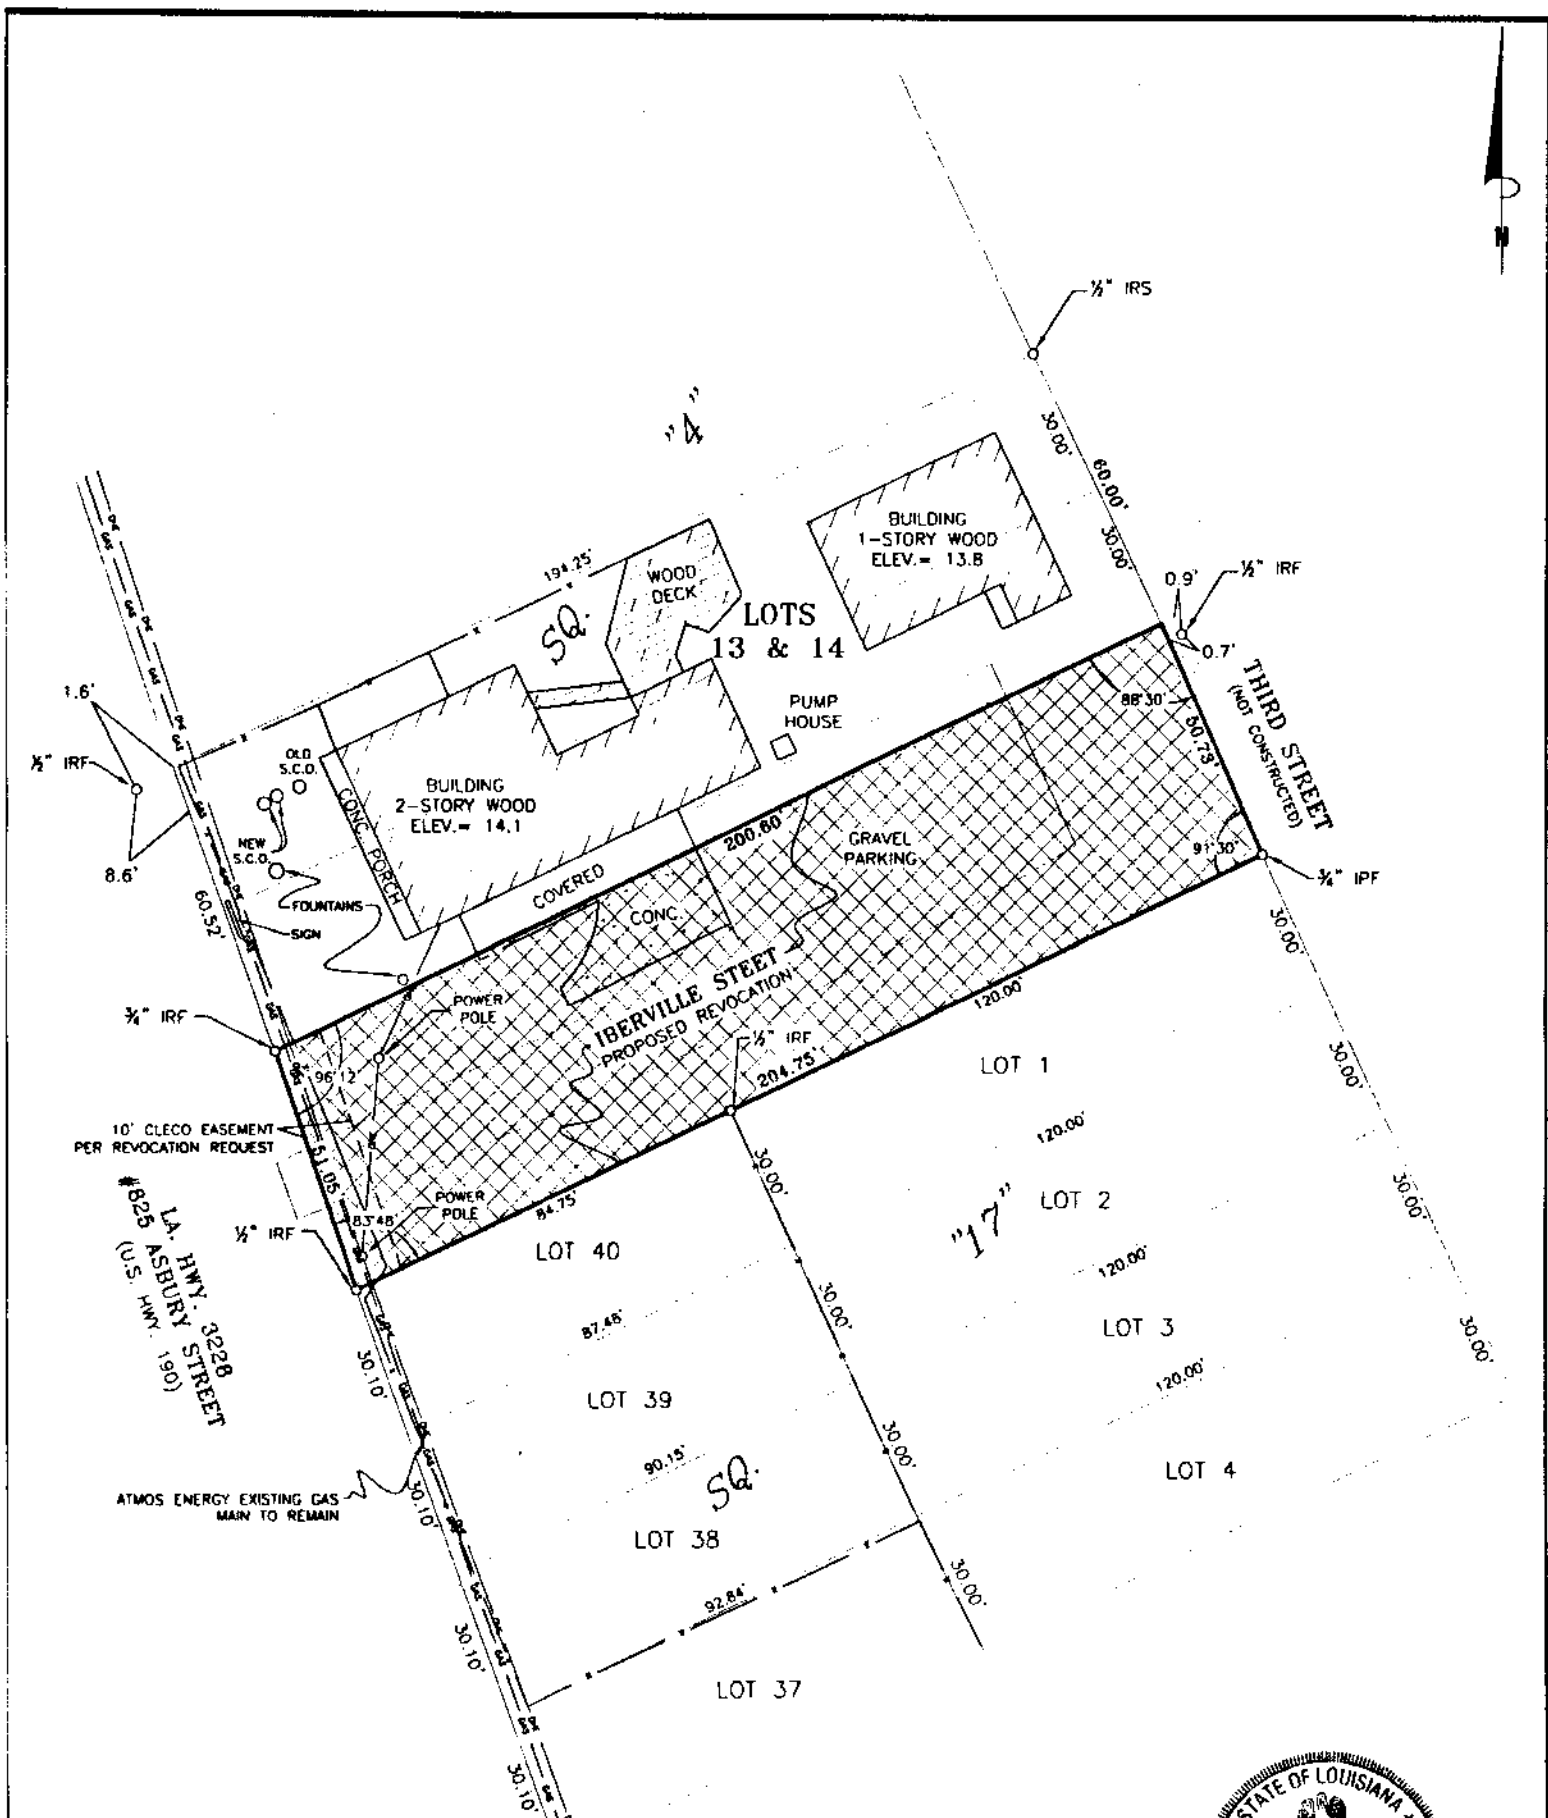 N
½" IRS
"4"
30.00'
60.00'
30.00'
BUILDING
1-STORY WOOD
ELEV.= 13.8
0.9'
½" IRF
0.7'
194.25'
WOOD
DECK
SQ.
LOTS
13 & 14
THIRD STREET
(NOT CONSTRUCTED)
88°30'
50.73'
91°30'
1.6'
½" IRF
8.6'
OLD
S.C.O.
NEW
S.C.O.
PUMP
HOUSE
BUILDING
2-STORY WOOD
ELEV.= 14.1
CONC. PORCH
FOUNTAINS
SIGN
60.52'
COVERED
CONC.
200.60'
GRAVEL
PARKING
¾" IPF
¾" IRF
POWER
POLE
IBERVILLE STEET
PROPOSED REVOCATION
½" IRF
204.75'
120.00'
30.00'
96°12'
10' CLECO EASEMENT
PER REVOCATION REQUEST
51.05'
83°48'
POWER
POLE
84.75'
½" IRF
LA. HWY. 3228
#825 ASBURY STREET
(U.S. HWY. 190)
LOT 1
120.00'
30.00'
30.00'
LOT 40
LOT 2
"17"
120.00'
30.00'
87.48'
30.00'
LOT 3
120.00'
30.00'
30.10'
LOT 39
90.15'
SQ.
30.00'
LOT 4
ATMOS ENERGY EXISTING GAS
MAIN TO REMAIN
30.10'
LOT 38
92.84'
30.00'
30.10'
LOT 37
30.10'
GAS
STATE OF LOUISIANA